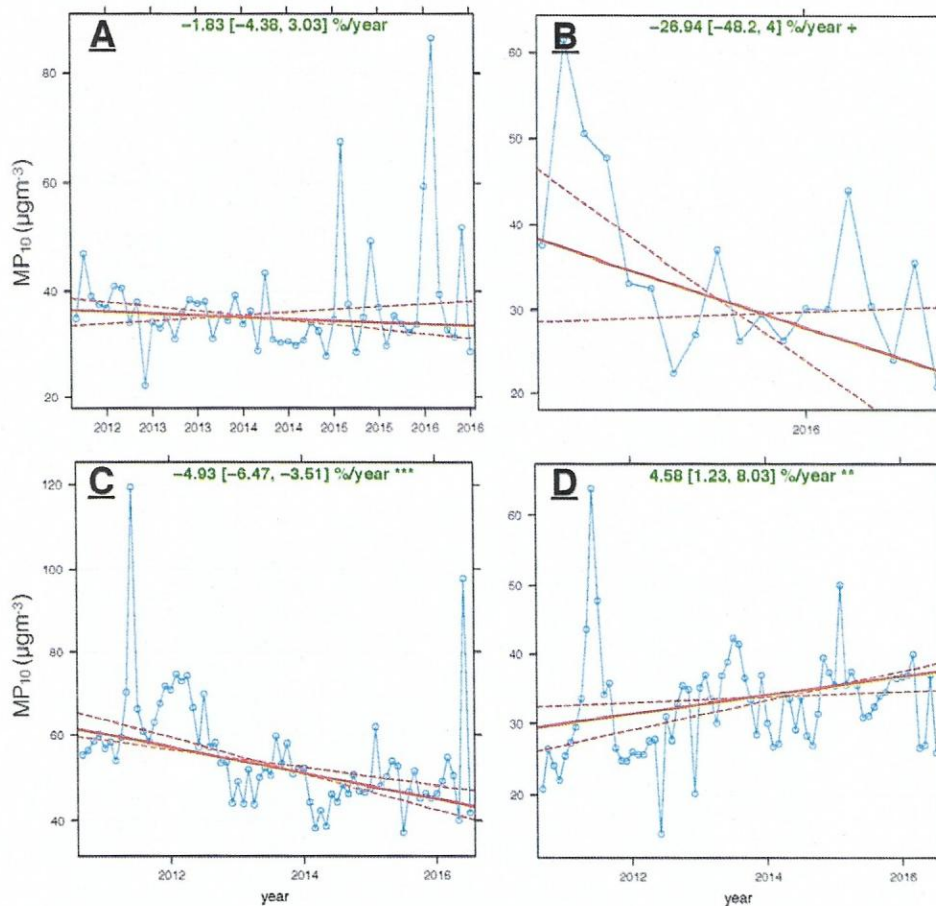 A
−1.83 [−4.38, 3.03] %/year
MP10 (µgm-3)
80
60
40
20
2012 2013 2013 2014 2014 2015 2015 2016 2016
B
−26.94 [−48.2, 4] %/year +
60
50
40
30
20
2016
C
−4.93 [−6.47, −3.51] %/year ***
MP10 (µgm-3)
120
100
80
60
40
2012 2014 2016
year
D
4.58 [1.23, 8.03] %/year **
60
50
40
30
20
2012 2014 2016
year